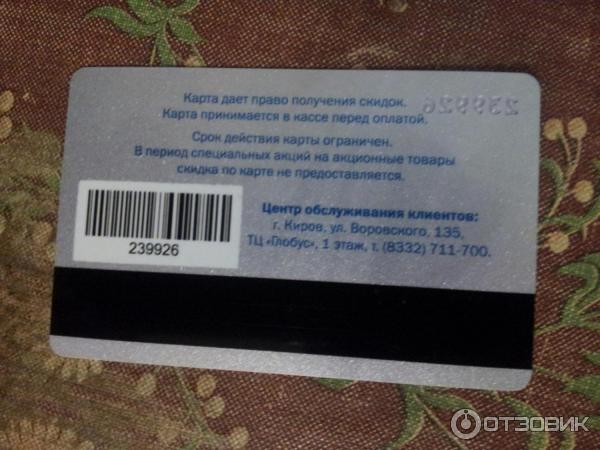 239926
Карта дает право получения скидок.
Карта принимается в кассе перед оплатой.
Срок действия карты ограничен.
В период специальных акций на акционные товары
скидка по карте не предоставляется.
239926
Центр обслуживания клиентов:
г. Киров, ул. Воровского, 135,
ТЦ «Глобус», 1 этаж, т. (8332) 711-700.
ОТЗОВИК